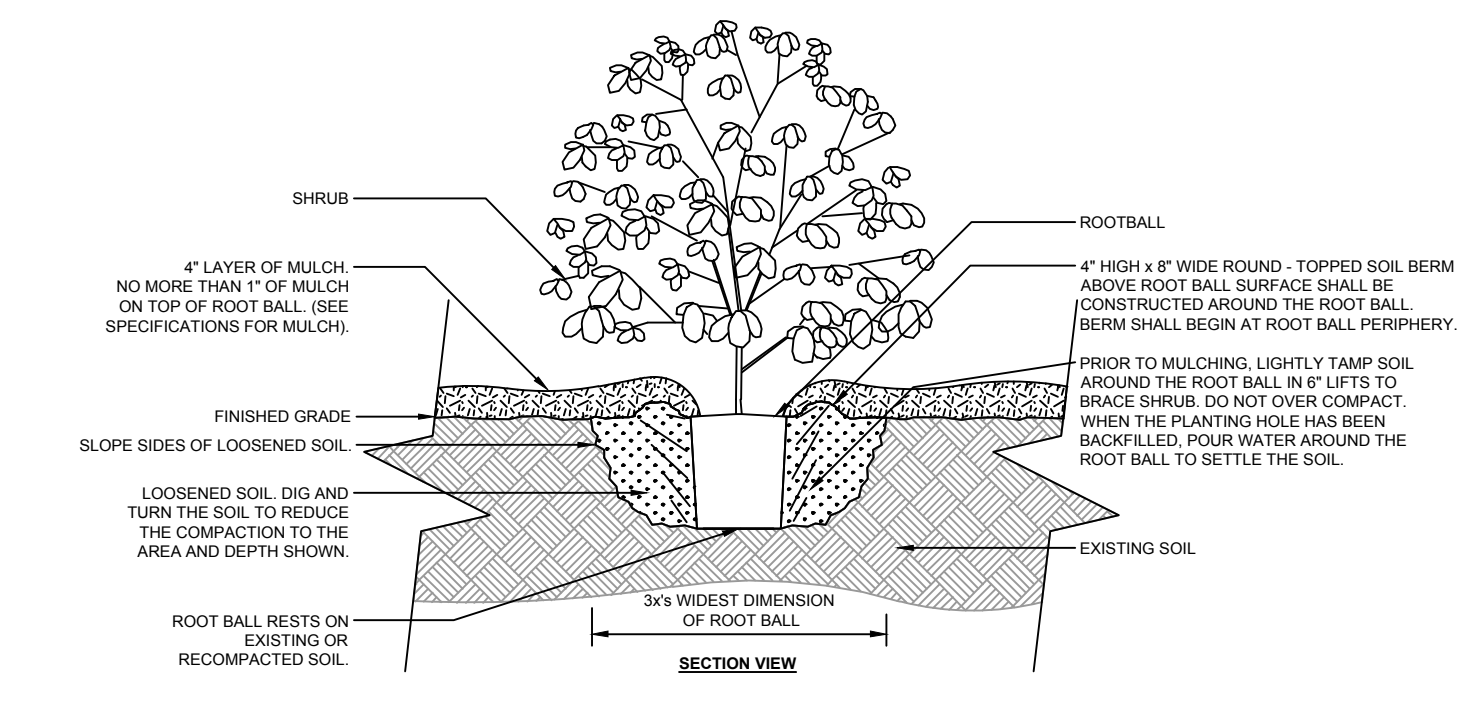 SHRUB
4" LAYER OF MULCH.
NO MORE THAN 1" OF MULCH
ON TOP OF ROOT BALL. (SEE
SPECIFICATIONS FOR MULCH).
FINISHED GRADE
SLOPE SIDES OF LOOSENED SOIL.
LOOSENED SOIL. DIG AND
TURN THE SOIL TO REDUCE
THE COMPACTION TO THE
AREA AND DEPTH SHOWN.
ROOT BALL RESTS ON
EXISTING OR
RECOMPACTED SOIL.
ROOTBALL
4" HIGH x 8" WIDE ROUND - TOPPED SOIL BERM
ABOVE ROOT BALL SURFACE SHALL BE
CONSTRUCTED AROUND THE ROOT BALL.
BERM SHALL BEGIN AT ROOT BALL PERIPHERY.
PRIOR TO MULCHING, LIGHTLY TAMP SOIL
AROUND THE ROOT BALL IN 6" LIFTS TO
BRACE SHRUB. DO NOT OVER COMPACT.
WHEN THE PLANTING HOLE HAS BEEN
BACKFILLED, POUR WATER AROUND THE
ROOT BALL TO SETTLE THE SOIL.
EXISTING SOIL
3x's WIDEST DIMENSION
OF ROOT BALL
SECTION VIEW